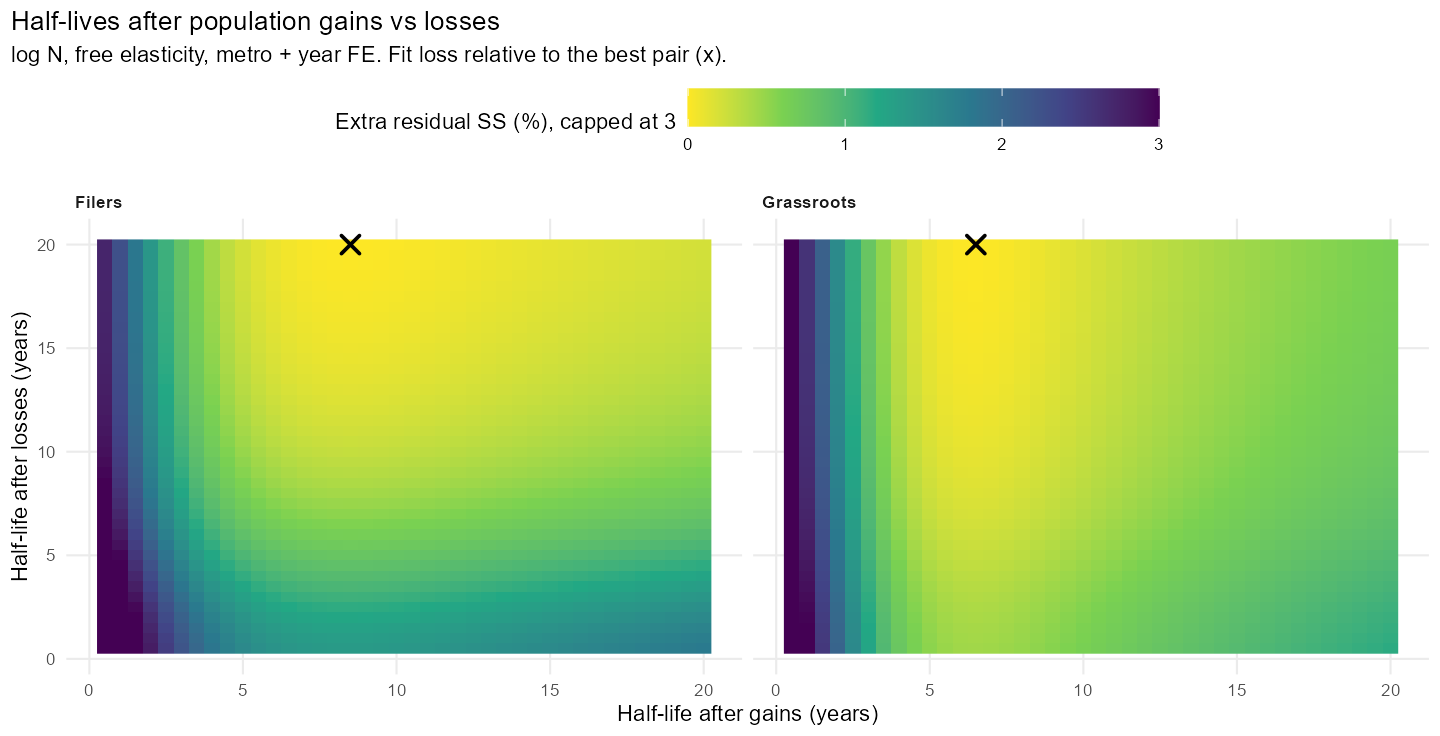 Half-lives after population gains vs losses
log N, free elasticity, metro + year FE. Fit loss relative to the best pair (x).
Extra residual SS (%), capped at 3
0 1 2 3
Filers
Grassroots
Half-life after losses (years)
20
15
10
5
0
0 5 10 15 20
0 5 10 15 20
Half-life after gains (years)